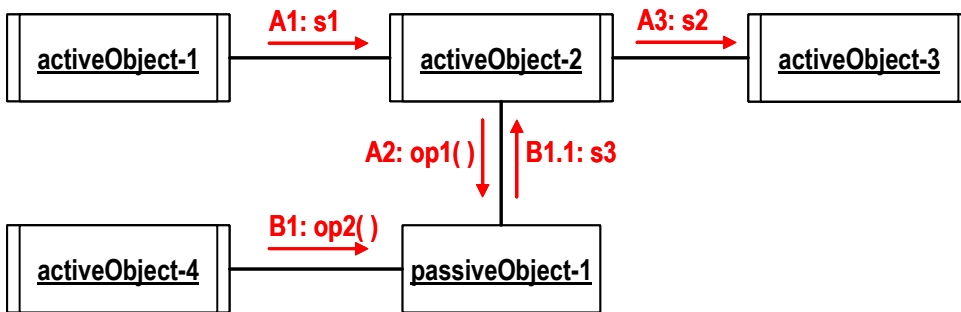 A1: s1
A3: s2
activeObject-1
activeObject-2
activeObject-3
A2: op1( )
B1.1: s3
B1: op2( )
activeObject-4
passiveObject-1